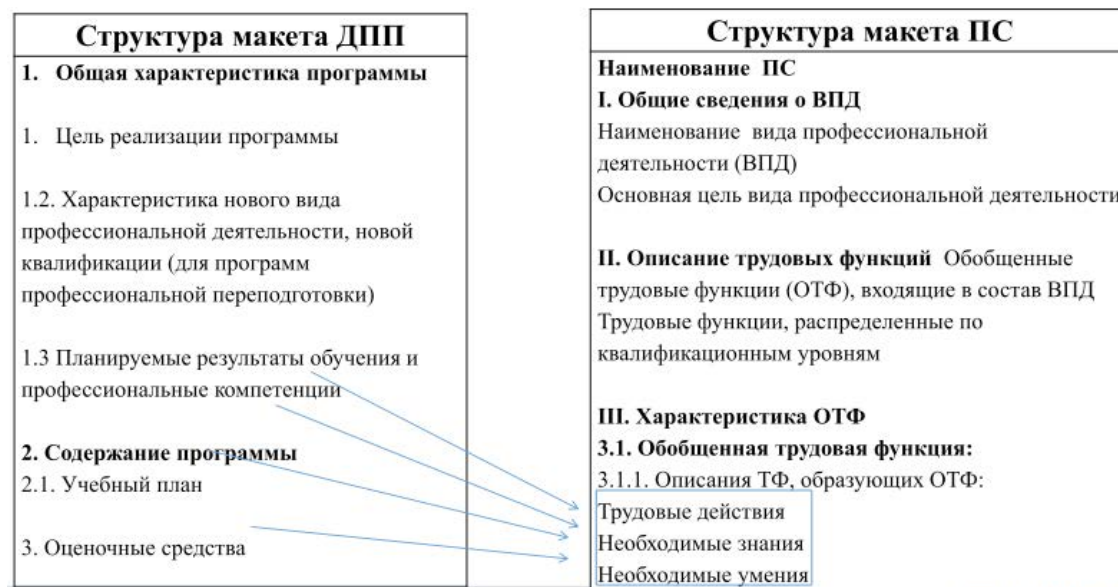 Структура макета ДПП
1. Общая характеристика программы
1. Цель реализации программы
1.2. Характеристика нового вида
профессиональной деятельности, новой
квалификации (для программ
профессиональной переподготовки)
1.3 Планируемые результаты обучения и
профессиональные компетенции
2. Содержание программы
2.1. Учебный план
3. Оценочные средства
Структура макета ПС
Наименование ПС
I. Общие сведения о ВПД
Наименование вида профессиональной
деятельности (ВПД)
Основная цель вида профессиональной деятельности
II. Описание трудовых функций Обобщенные
трудовые функции (ОТФ), входящие в состав ВПД
Трудовые функции, распределенные по
квалификационным уровням
III. Характеристика ОТФ
3.1. Обобщенная трудовая функция:
3.1.1. Описания ТФ, образующих ОТФ:
Трудовые действия
Необходимые знания
Необходимые умения